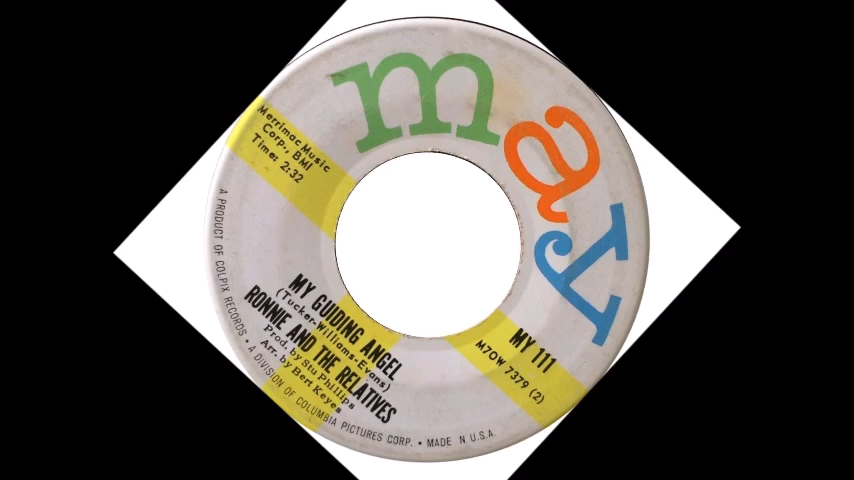 may
Merrimac Music
Corp., BMI
Time: 2:32
MY 111
M7OW 7379 (2)
MY GUIDING ANGEL
(Tucker-Williams-Evans)
RONNIE AND THE RELATIVES
Prod. by Stu Phillips
Arr. by Bert Keyes
A PRODUCT OF COLPIX RECORDS • A DIVISION OF COLUMBIA PICTURES CORP. • MADE N U.S.A.